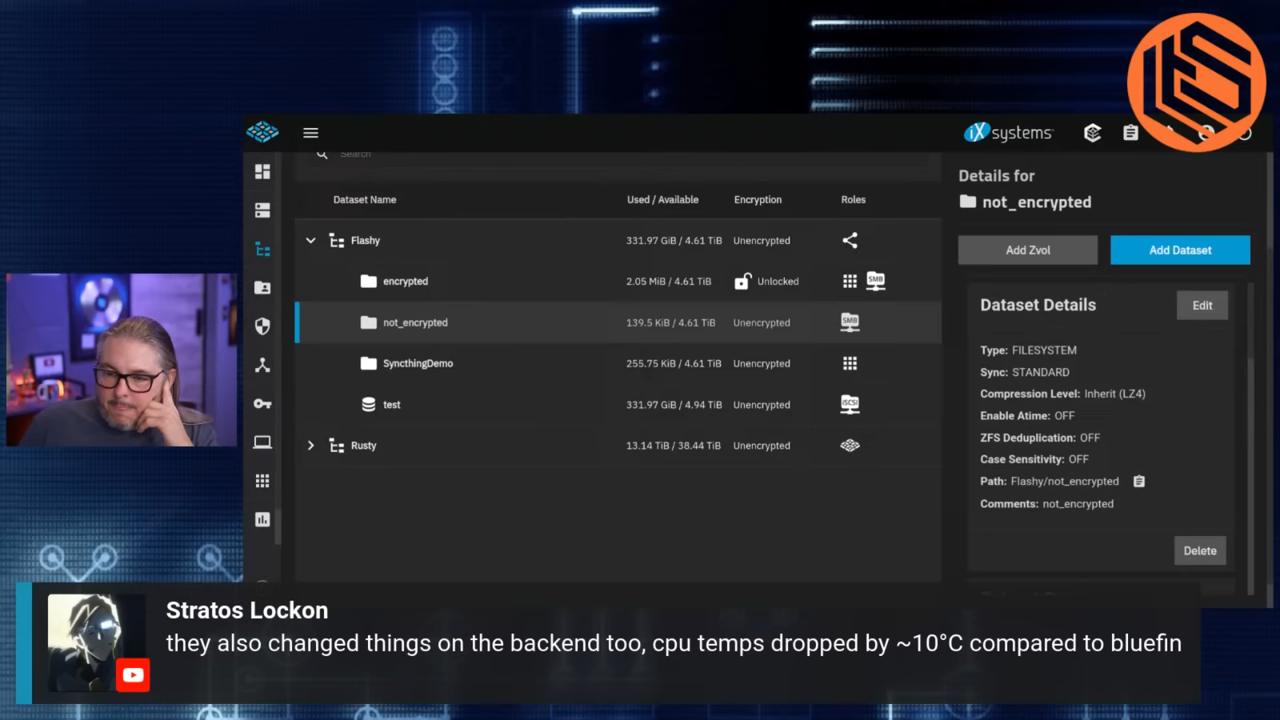 iXsystems
Search
Details for
not_encrypted
Dataset Name Used / Available Encryption Roles
Add Zvol Add Dataset
Flashy 331.97 GiB / 4.61 TiB Unencrypted
encrypted 2.05 MiB / 4.61 TiB Unlocked SMB
not_encrypted 139.5 KiB / 4.61 TiB Unencrypted SMB
SyncthingDemo 255.75 KiB / 4.61 TiB Unencrypted
test 331.97 GiB / 4.94 TiB Unencrypted iSCSI
Rusty 13.14 TiB / 38.44 TiB Unencrypted
Dataset Details Edit
Type: FILESYSTEM
Sync: STANDARD
Compression Level: Inherit (LZ4)
Enable Atime: OFF
ZFS Deduplication: OFF
Case Sensitivity: OFF
Path: Flashy/not_encrypted
Comments: not_encrypted
Delete
Stratos Lockon
they also changed things on the backend too, cpu temps dropped by ~10°C compared to bluefin